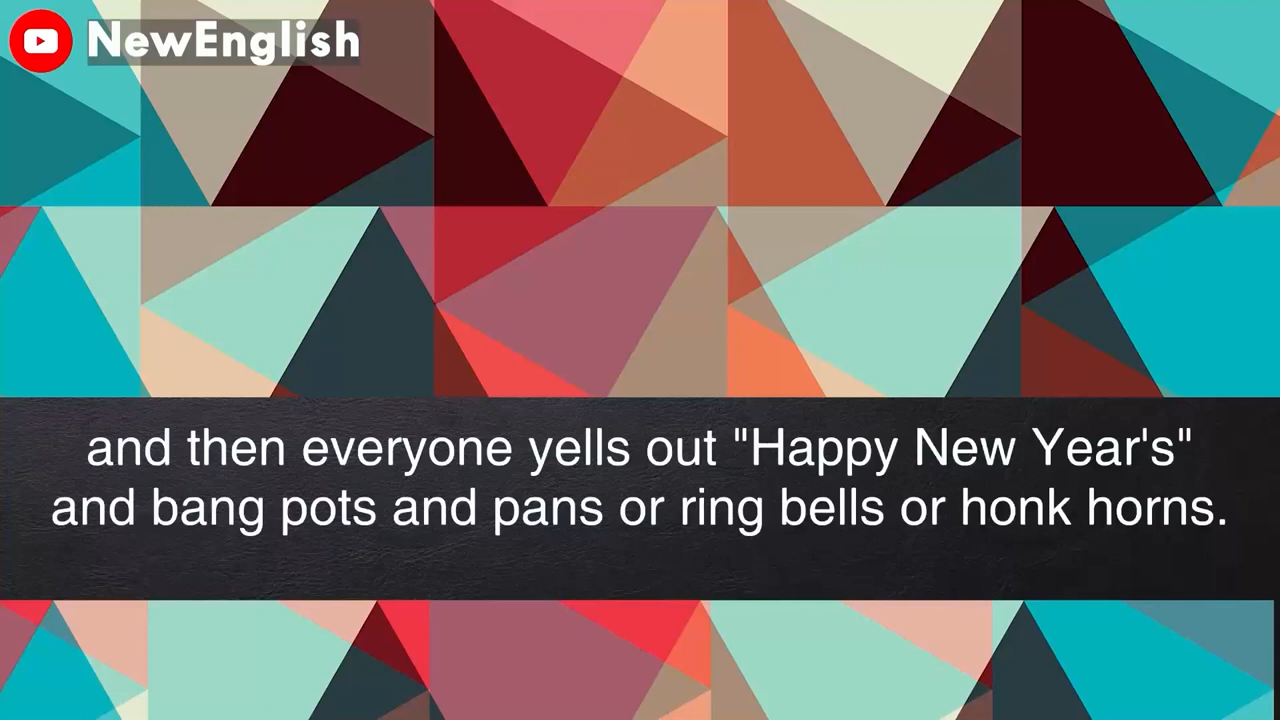 NewEnglish
and then everyone yells out "Happy New Year's"
and bang pots and pans or ring bells or honk horns.